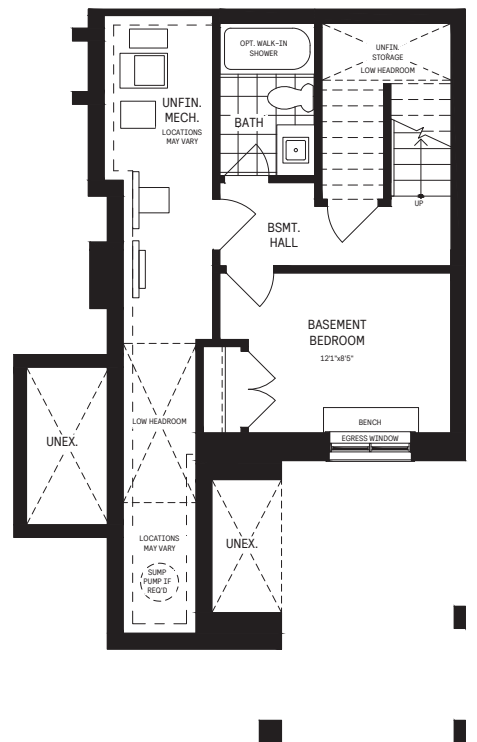 OPT. WALK-IN
SHOWER
UNFIN.
STORAGE
LOW HEADROOM
UNFIN.
MECH.
LOCATIONS
MAY VARY
BATH
UP
BSMT.
HALL
BASEMENT
BEDROOM
12'1"x8'5"
LOW HEADROOM
BENCH
EGRESS WINDOW
UNEX.
LOCATIONS
MAY VARY
SUMP
PUMP IF
REQ'D
UNEX.